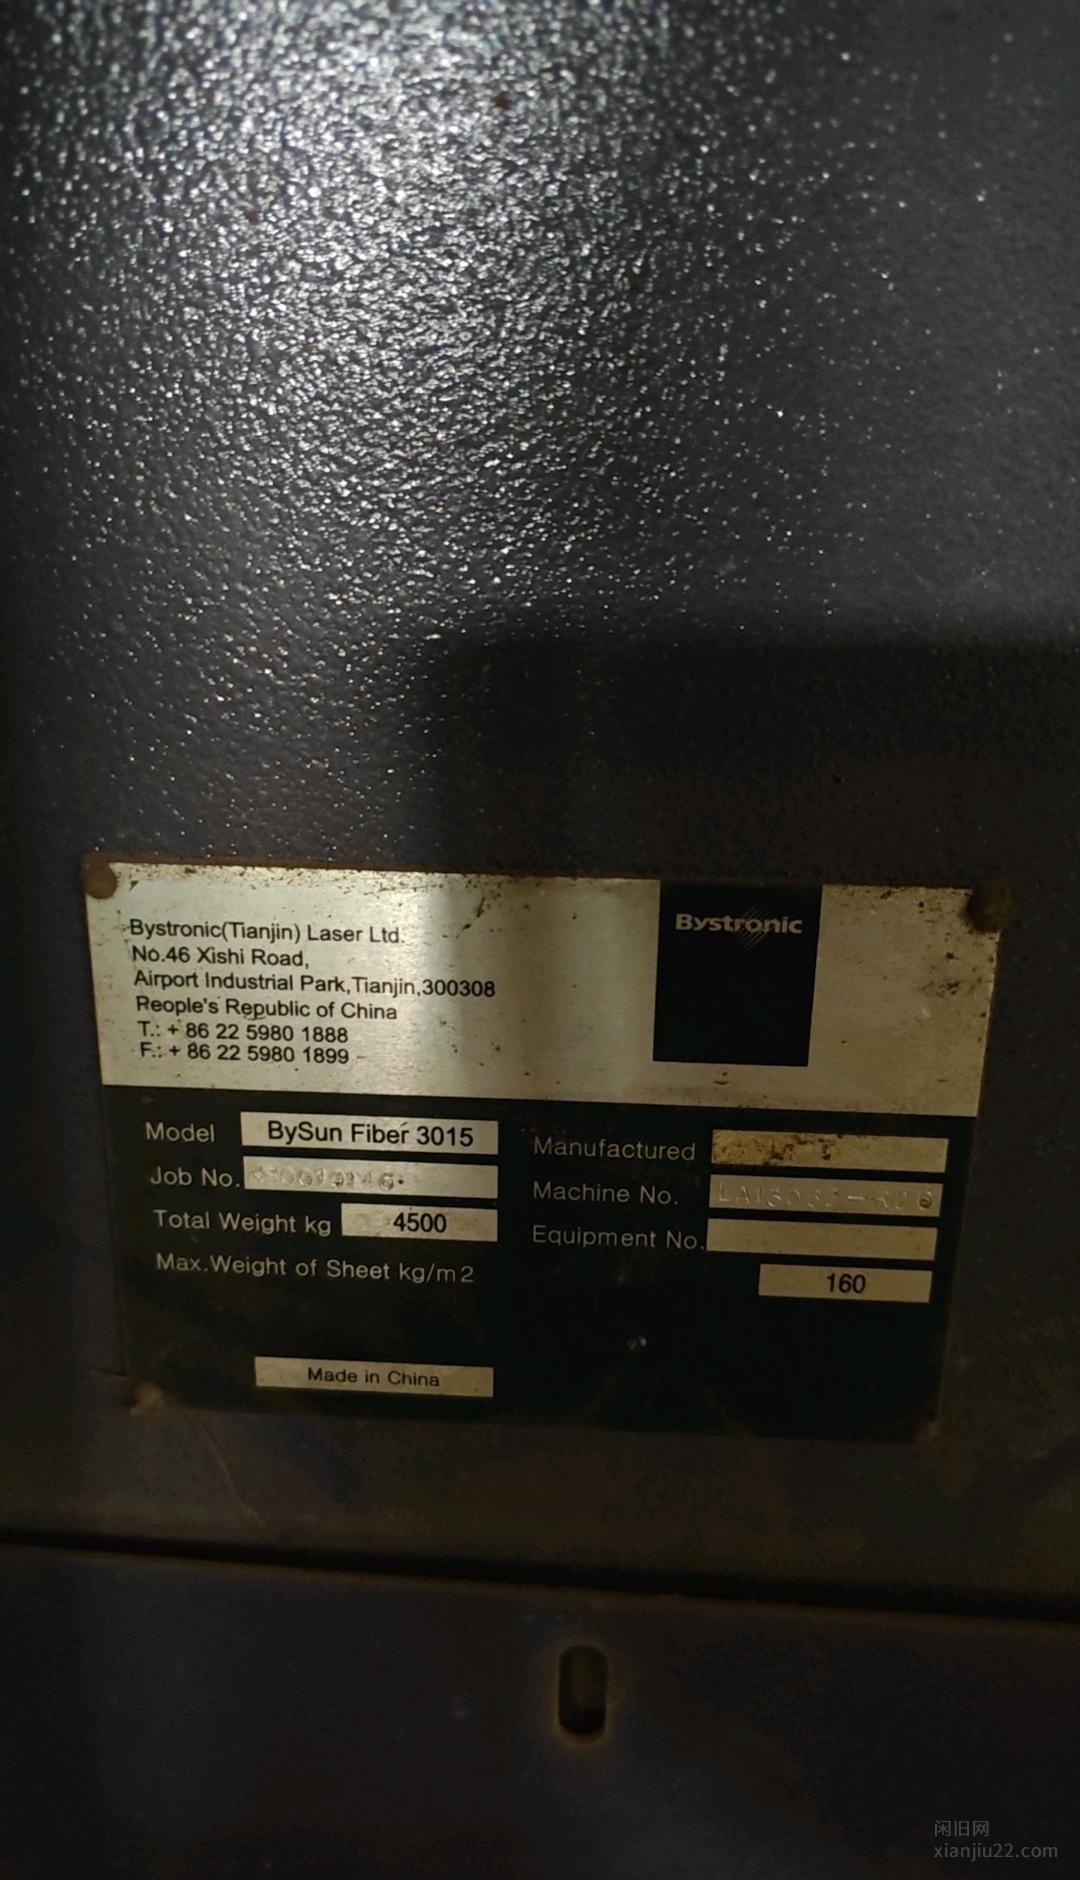 Bystronic(Tianjin) Laser Ltd.
No.46 Xishi Road,
Airport Industrial Park,Tianjin,300308
Reople's Republic of China
T.: + 86 22 5980 1888
F.: + 86 22 5980 1899
Bystronic
Model BySun Fiber 3015
Job No.
Total Weight kg 4500
Max.Weight of Sheet kg/m2
Manufactured
Machine No.
Equipment No.
160
Made in China
闲旧网
xianjiu22.com